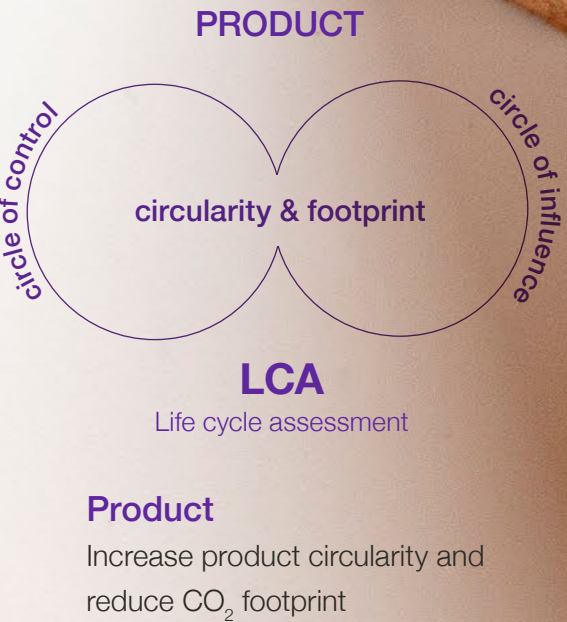 PRODUCT
circle of control
circle of influence
circularity & footprint
LCA
Life cycle assessment
Product
Increase product circularity and
reduce CO₂ footprint